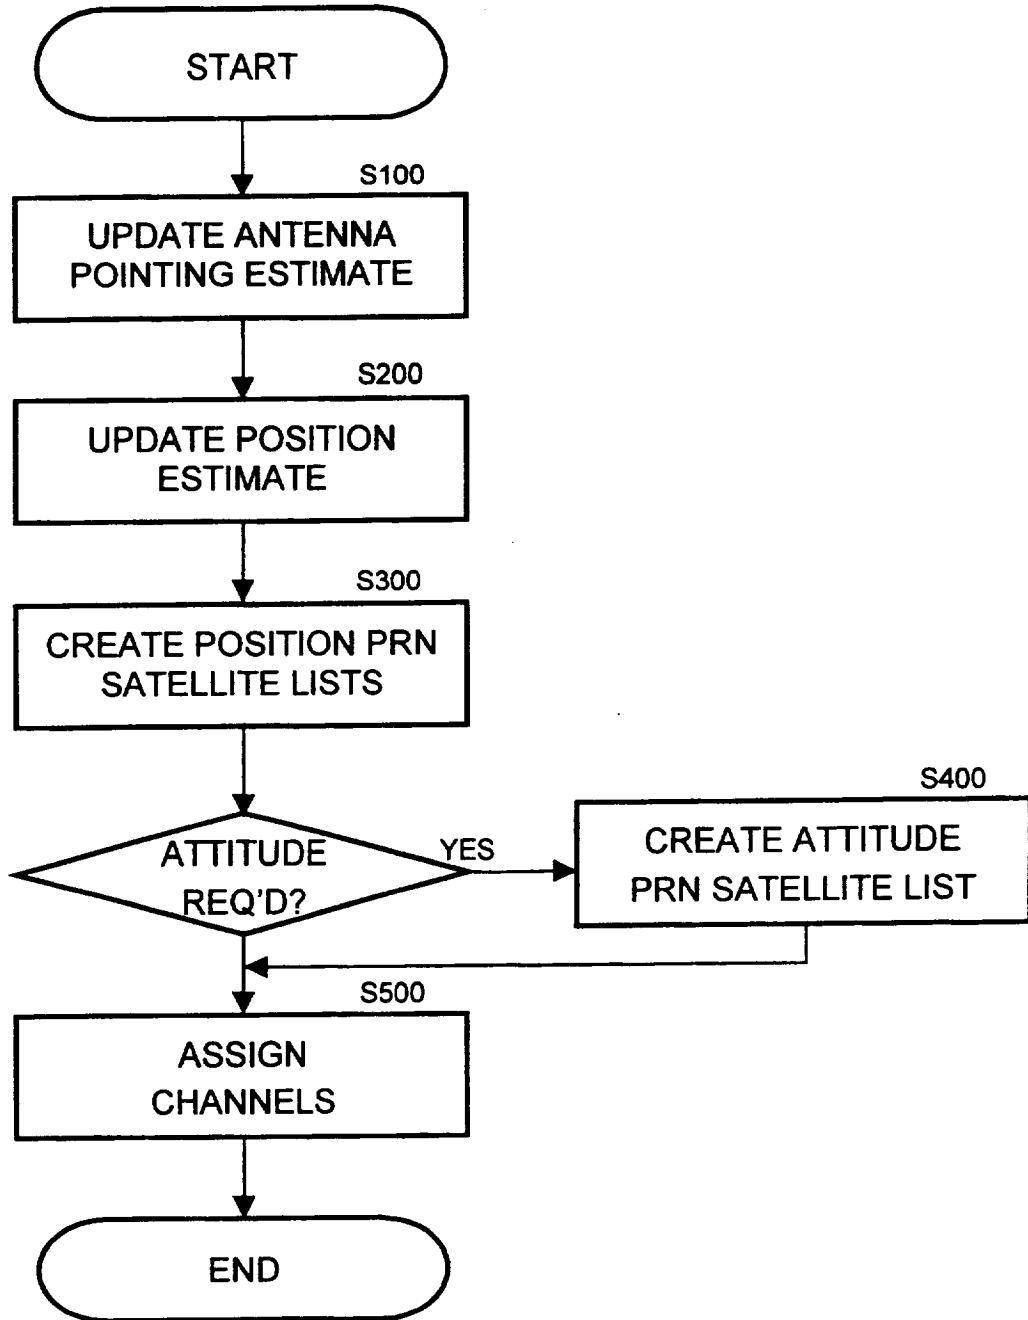 START
S100
UPDATE ANTENNA
POINTING ESTIMATE
S200
UPDATE POSITION
ESTIMATE
S300
CREATE POSITION PRN
SATELLITE LISTS
ATTITUDE
REQ'D?
YES
S400
CREATE ATTITUDE
PRN SATELLITE LIST
S500
ASSIGN
CHANNELS
END